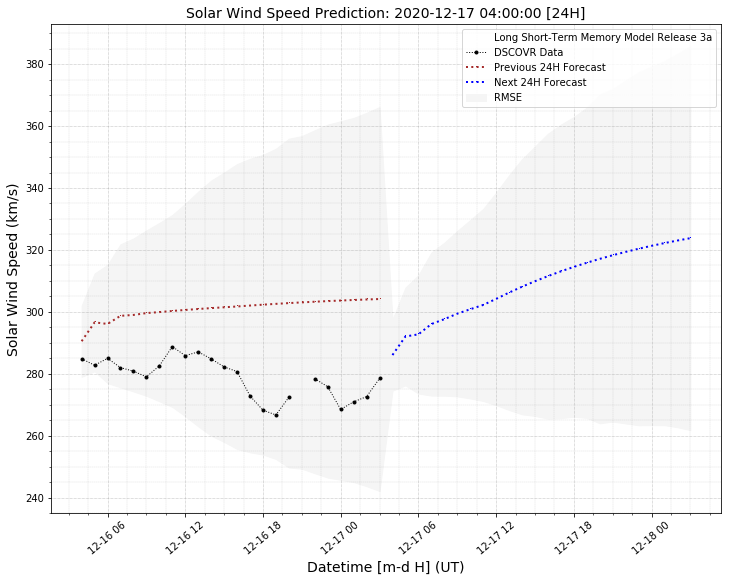 Solar Wind Speed Prediction: 2020-12-17 04:00:00 [24H]
Long Short-Term Memory Model Release 3a
DSCOVR Data
Previous 24H Forecast
Next 24H Forecast
RMSE
380
360
340
320
300
280
260
240
Solar Wind Speed (km/s)
12-16 06
12-16 12
12-16 18
12-17 00
12-17 06
12-17 12
12-17 18
12-18 00
Datetime [m-d H] (UT)